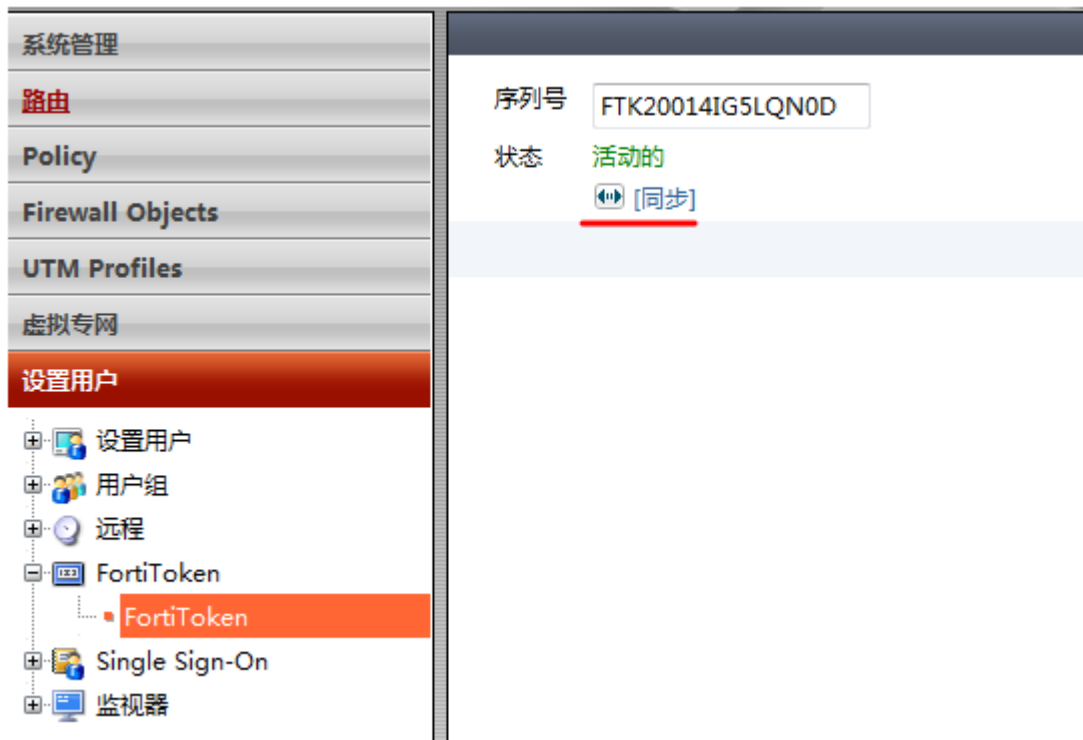 系统管理
路由
Policy
Firewall Objects
UTM Profiles
虚拟专网
设置用户
设置用户
用户组
远程
FortiToken
FortiToken
Single Sign-On
监视器
序列号 FTK20014IG5LQN0D
状态 活动的
[同步]